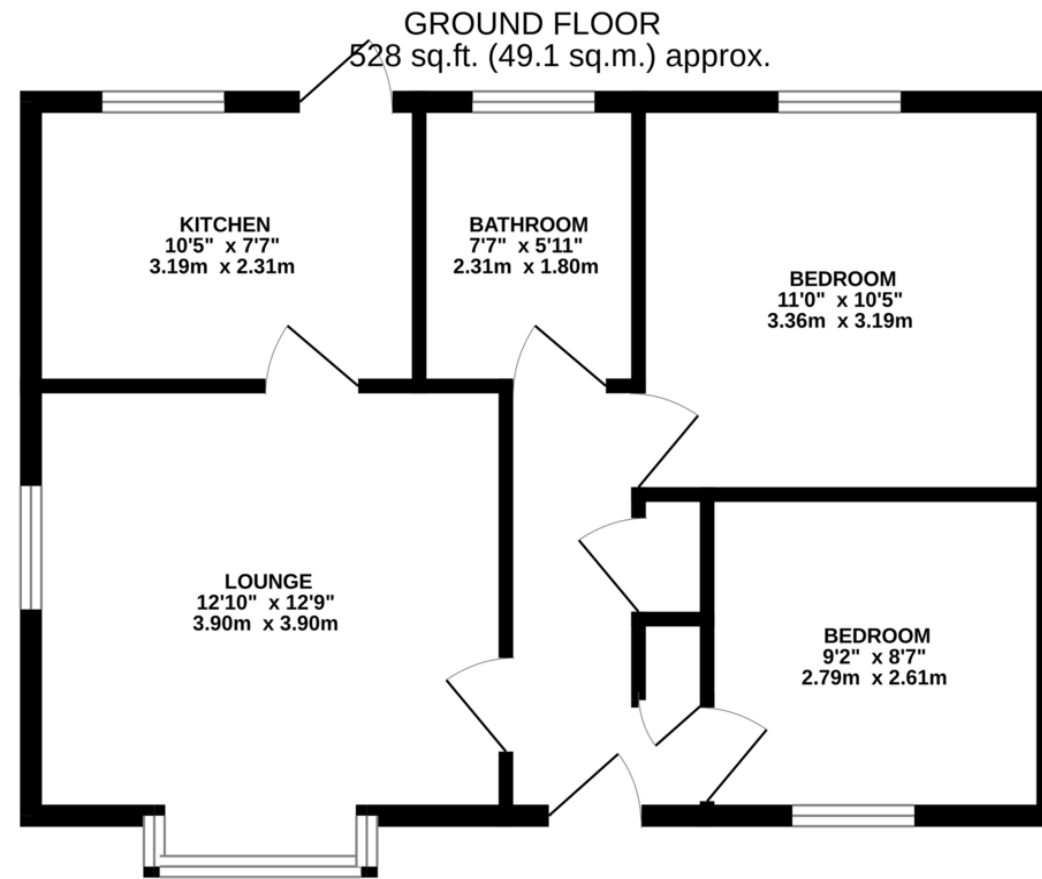 GROUND FLOOR
528 sq.ft. (49.1 sq.m.) approx.
KITCHEN
10'5" x 7'7"
3.19m x 2.31m
BATHROOM
7'7" x 5'11"
2.31m x 1.80m
BEDROOM
11'0" x 10'5"
3.36m x 3.19m
LOUNGE
12'10" x 12'9"
3.90m x 3.90m
BEDROOM
9'2" x 8'7"
2.79m x 2.61m